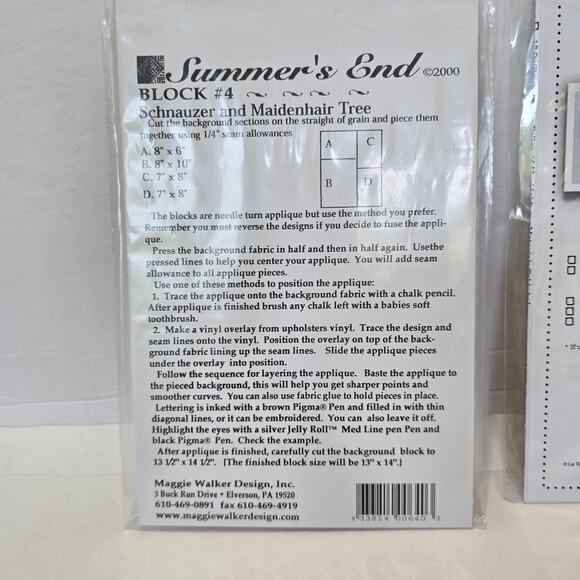 Summer's End ©2000
BLOCK #4
Schnauzer and Maidenhair Tree
Cut the background sections on the straight of grain and piece them
together using 1/4" seam allowances
A. 8" x 6"
B. 8" x 10"
C. 7" x 8"
D. 7" x 8"
A C
B D
The blocks are needle turn applique but use the method you prefer.
Remember you must reverse the designs if you decide to fuse the appli-
que.
Press the background fabric in half and then in half again. Usethe
pressed lines to help you center your applique. You will add seam
allowance to all applique pieces.
Use one of these methods to position the applique:
1. Trace the applique onto the background fabric with a chalk pencil.
After applique is finished brush any chalk left with a babies soft
toothbrush.
2. Make a vinyl overlay from upholsters vinyl. Trace the design and
seam lines onto the vinyl. Position the overlay on top of the back-
ground fabric lining up the seam lines. Slide the applique pieces
under the overlay into position.
Follow the sequence for layering the applique. Baste the applique to
the pieced background, this will help you get sharper points and
smoother curves. You can also use fabric glue to hold pieces in place.
Lettering is inked with a brown Pigma® Pen and filled in with thin
diagonal lines, or it can be embroidered. You can also leave it off.
Highlight the eyes with a silver Jelly Roll™ Med Line pen Pen and
black Pigma® Pen. Check the example.
After applique is finished, carefully cut the background block to
13 1/2" x 14 1/2". [The finished block size will be 13" x 14".]
Maggie Walker Design, Inc.
3 Buck Run Drive • Elverson, PA 19520
610-469-0891 fax 610-469-4919
www.maggiewalkerdesign.com
6 33814 00640 3
* If
© La